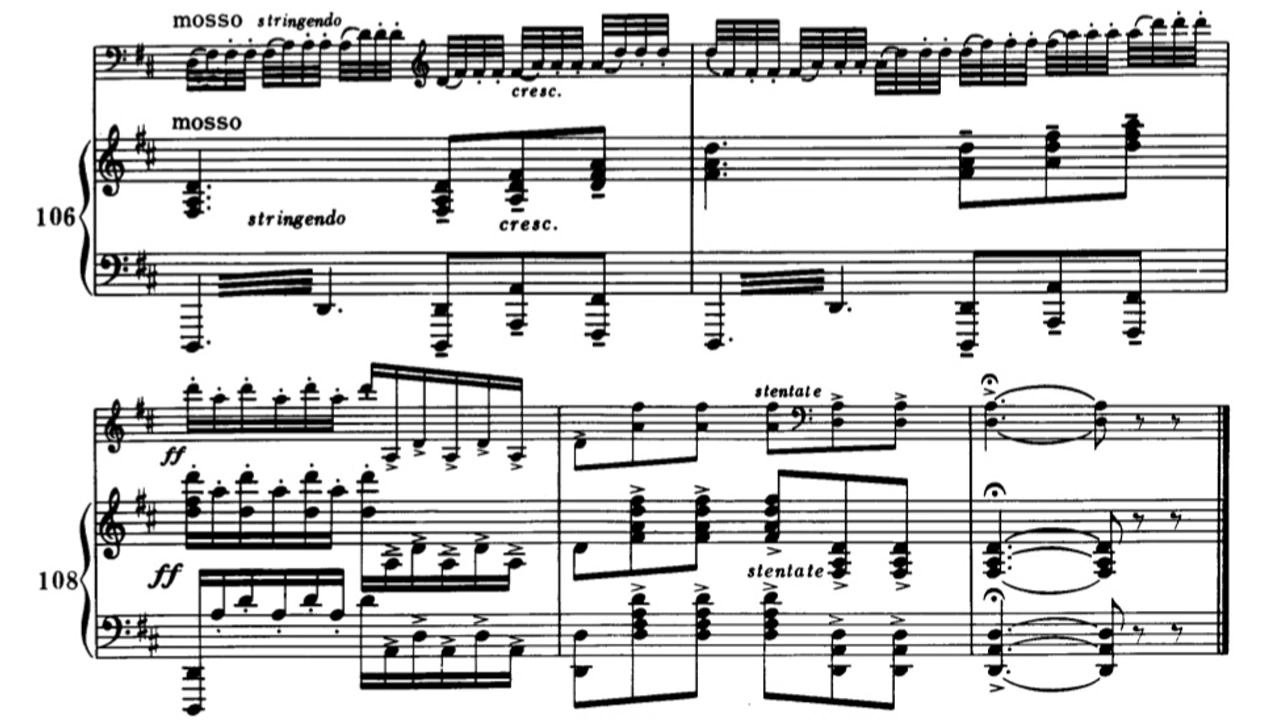 mosso stringendo
cresc.
mosso
106
stringendo
cresc.
stentate
ff
108
ff
stentate